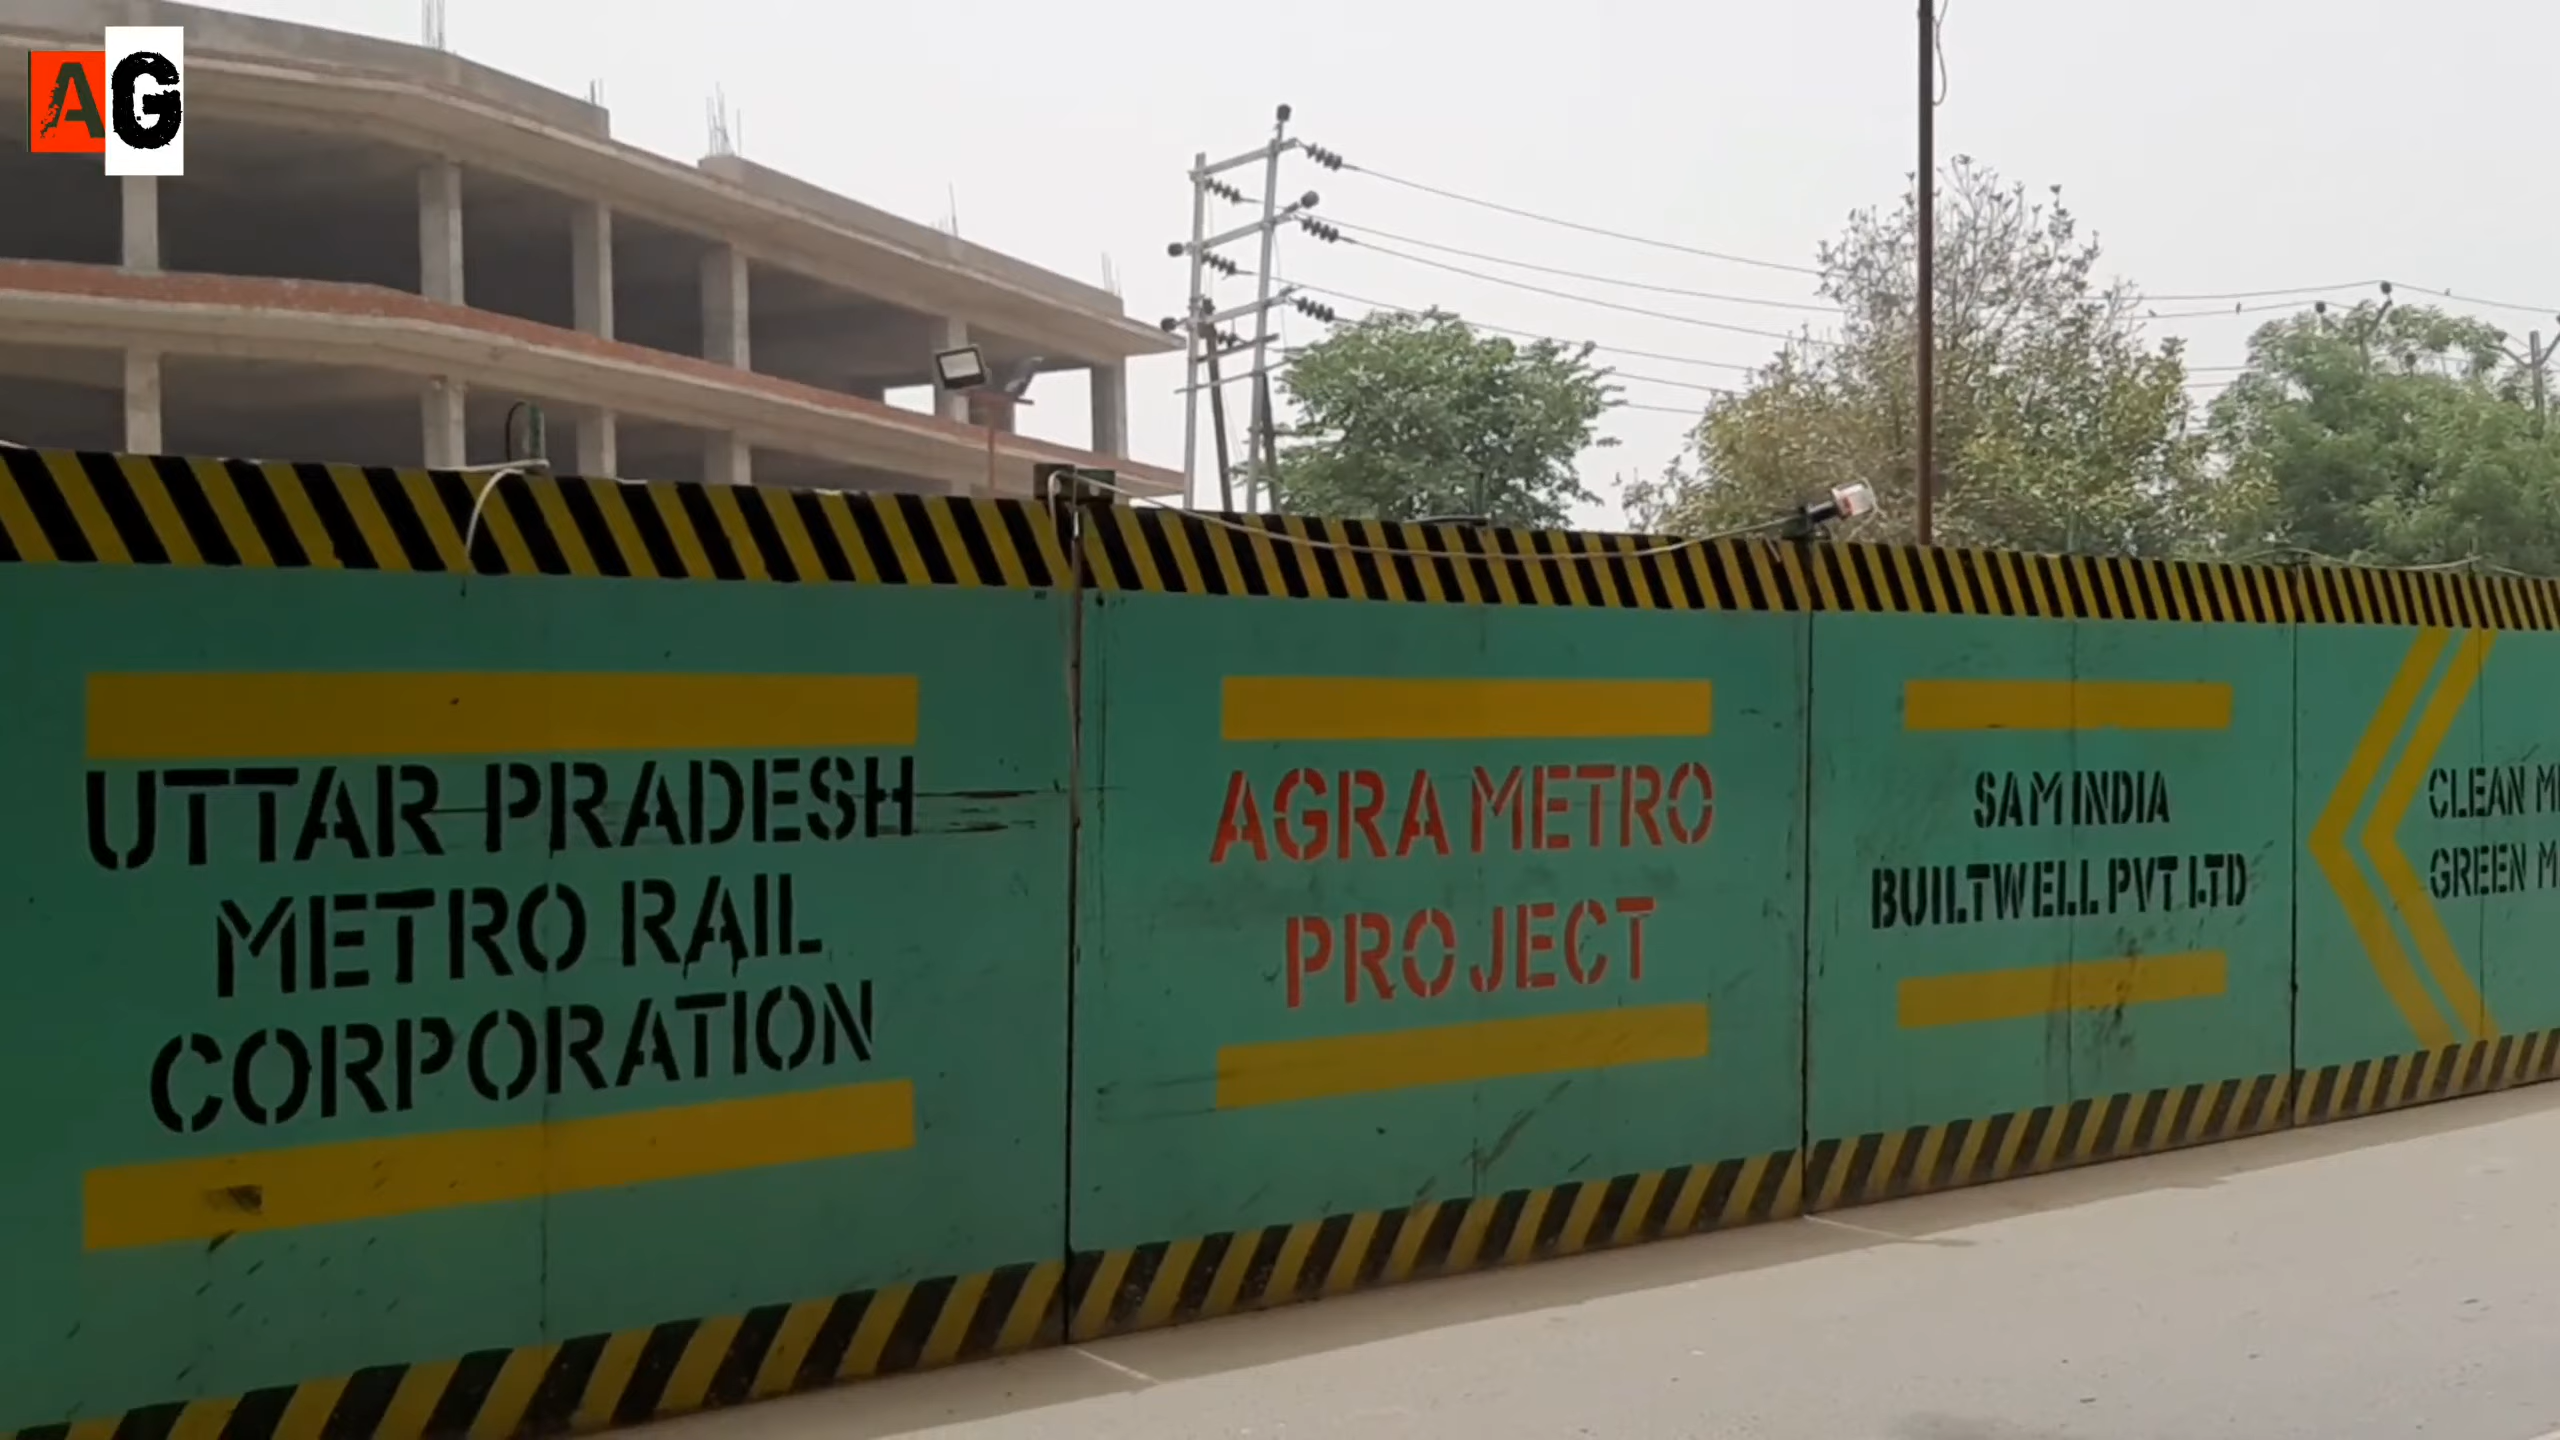 AG
UTTAR PRADESH
METRO RAIL
CORPORATION
AGRA METRO
PROJECT
SAM INDIA
BUILTWELL PVT LTD
CLEAN
GREEN